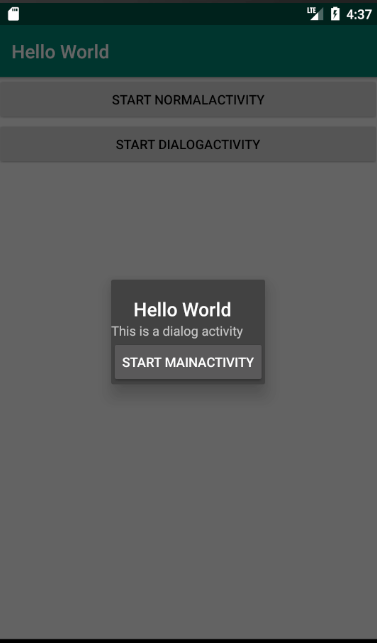 LTE 4:37
Hello World
START NORMALACTIVITY
START DIALOGACTIVITY
Hello World
This is a dialog activity
START MAINACTIVITY